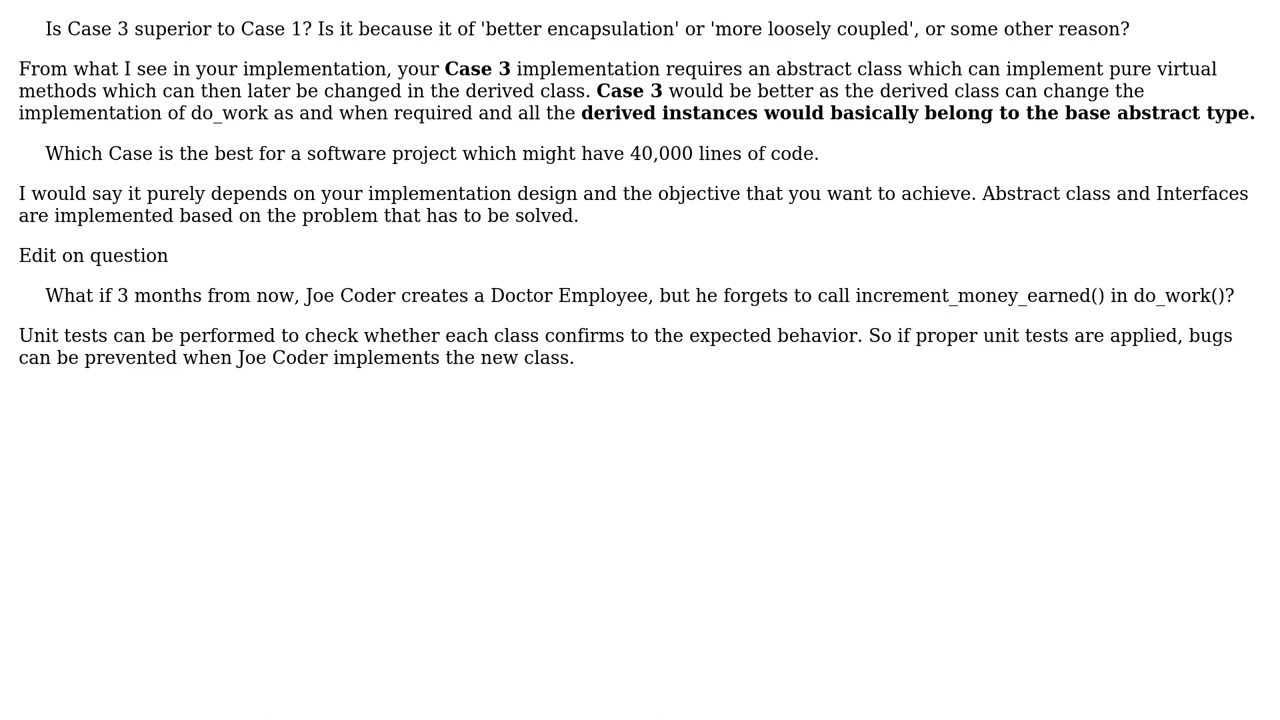 Is Case 3 superior to Case 1? Is it because it of 'better encapsulation' or 'more loosely coupled', or some other reason?
From what I see in your implementation, your Case 3 implementation requires an abstract class which can implement pure virtual
methods which can then later be changed in the derived class. Case 3 would be better as the derived class can change the
implementation of do_work as and when required and all the derived instances would basically belong to the base abstract type.
Which Case is the best for a software project which might have 40,000 lines of code.
I would say it purely depends on your implementation design and the objective that you want to achieve. Abstract class and Interfaces
are implemented based on the problem that has to be solved.
Edit on question
What if 3 months from now, Joe Coder creates a Doctor Employee, but he forgets to call increment_money_earned() in do_work()?
Unit tests can be performed to check whether each class confirms to the expected behavior. So if proper unit tests are applied, bugs
can be prevented when Joe Coder implements the new class.